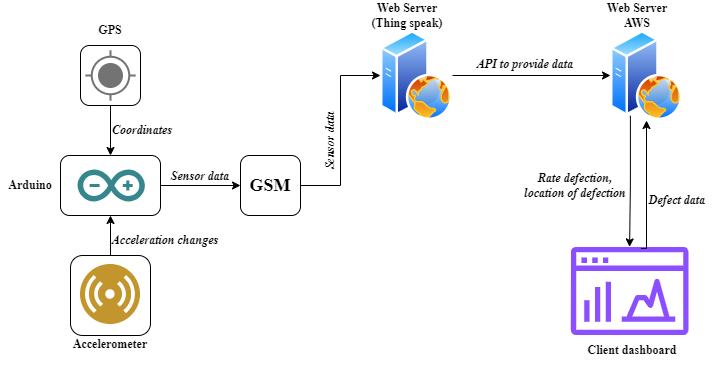 GPS
Web Server
(Thing speak)
Web Server
AWS
API to provide data
Coordinates
Sensor data
Arduino
Sensor data
GSM
Rate defection,
location of defection
Defect data
Acceleration changes
Accelerometer
Client dashboard